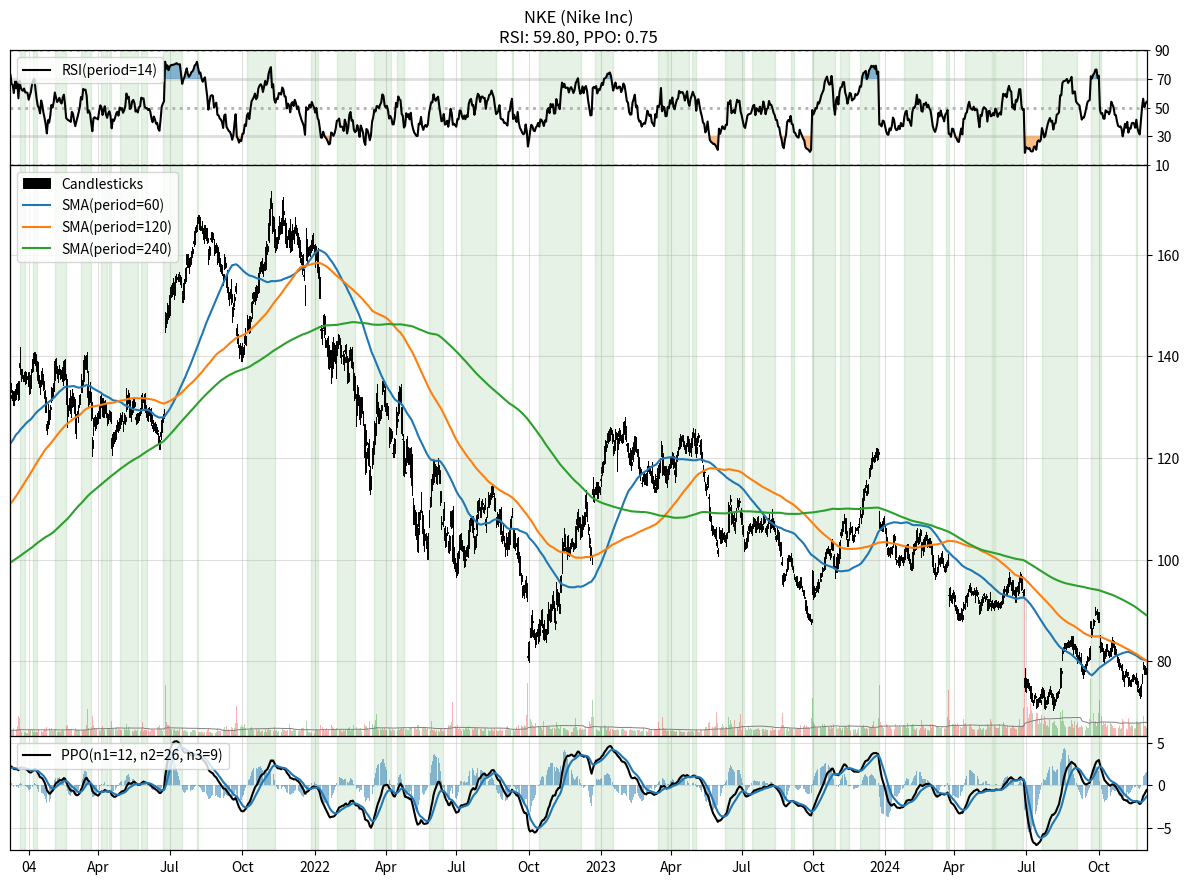 NKE (Nike Inc)
RSI: 59.80, PPO: 0.75
RSI(period=14)
90
70
50
30
10
Candlesticks
SMA(period=60)
SMA(period=120)
SMA(period=240)
160
140
120
100
80
PPO(n1=12, n2=26, n3=9)
5
0
−5
04 Apr Jul Oct 2022 Apr Jul Oct 2023 Apr Jul Oct 2024 Apr Jul Oct